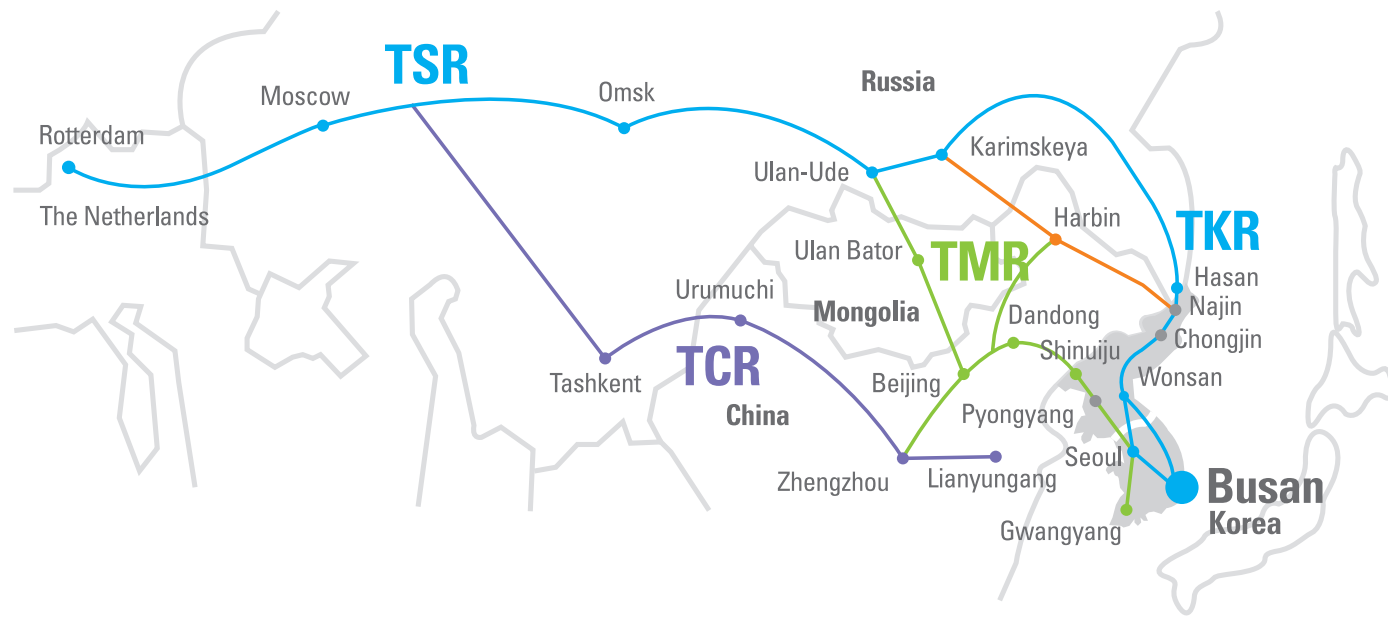 TSR
Moscow
Omsk
Russia
Rotterdam
Karimskeya
Ulan-Ude
The Netherlands
Harbin
TKR
Ulan Bator
TMR
Hasan
Urumuchi
Mongolia
Najin
Dandong
Chongjin
Shinuiju
TCR
Tashkent
Beijing
Wonsan
China
Pyongyang
Seoul
Zhengzhou
Lianyungang
Busan
Korea
Gwangyang